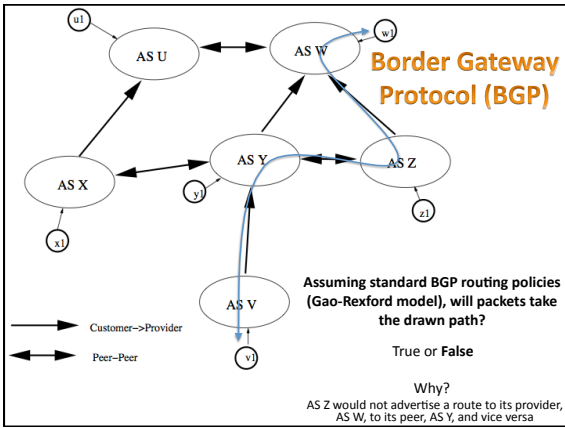 u1
AS U
AS W
w1
Border Gateway
Protocol (BGP)
AS X
AS Y
AS Z
y1
z1
x1
AS V
v1
Customer->Provider
Peer-Peer
Assuming standard BGP routing policies
(Gao-Rexford model), will packets take
the drawn path?
True or False
Why?
AS Z would not advertise a route to its provider,
AS W, to its peer, AS Y, and vice versa